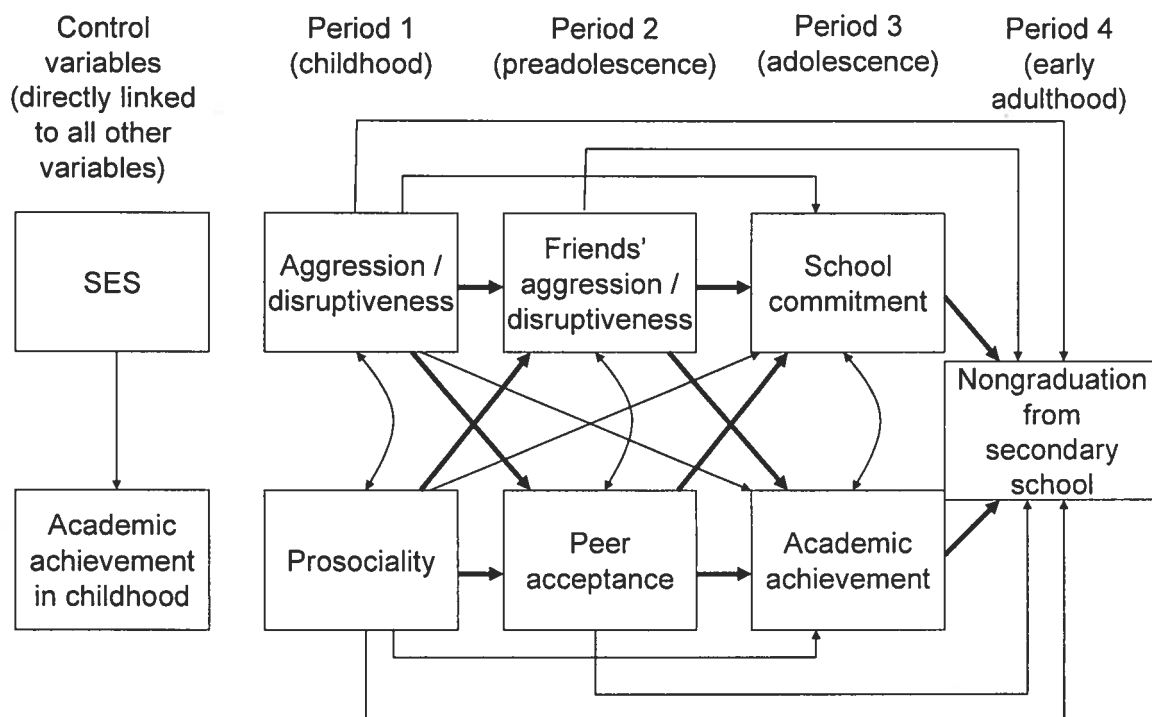 Control
variables
(directly linked
to all other
variables)
Period 1
(childhood)
Period 2
(preadolescence)
Period 3
(adolescence)
Period 4
(early
adulthood)
SES
Aggression /
disruptiveness
Friends'
aggression /
disruptiveness
School
commitment
Nongraduation
from
secondary
school
Academic
achievement
in childhood
Prosociality
Peer
acceptance
Academic
achievement